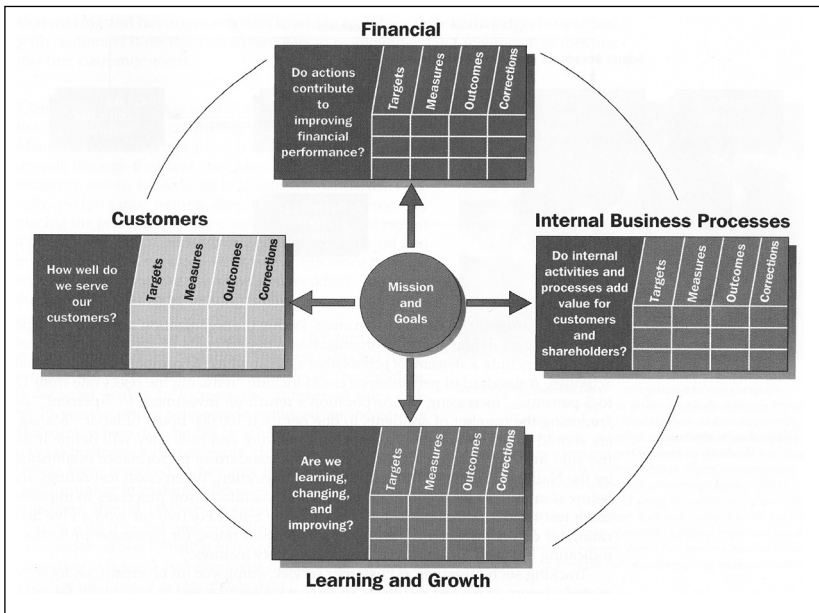 Financial
Do actions
contribute
to
improving
financial
performance?
Targets
Measures
Outcomes
Corrections
Customers
How well do
we serve
our
customers?
Targets
Measures
Outcomes
Corrections
Mission
and
Goals
Internal Business Processes
Do internal
activities and
processes add
value for
customers
and
shareholders?
Targets
Measures
Outcomes
Corrections
Are we
learning,
changing,
and
improving?
Targets
Measures
Outcomes
Corrections
Learning and Growth